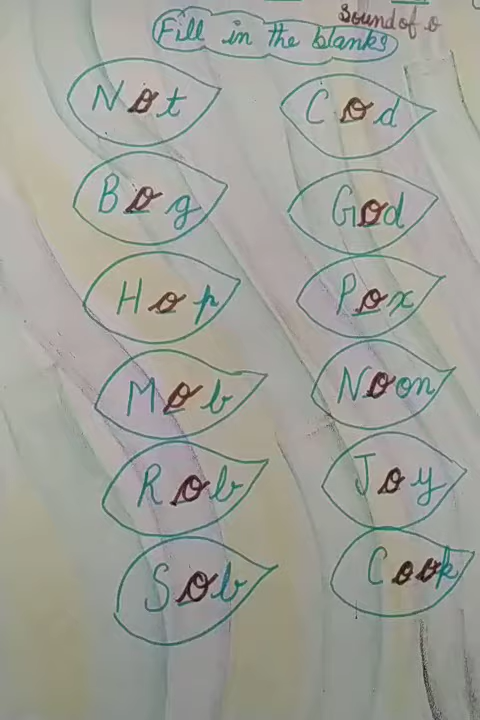 Sound of o
Fill in the blanks
Not
Cod
Bog
God
Hop
Pox
Mob
Noon
Rob
Joy
Sob
Cook